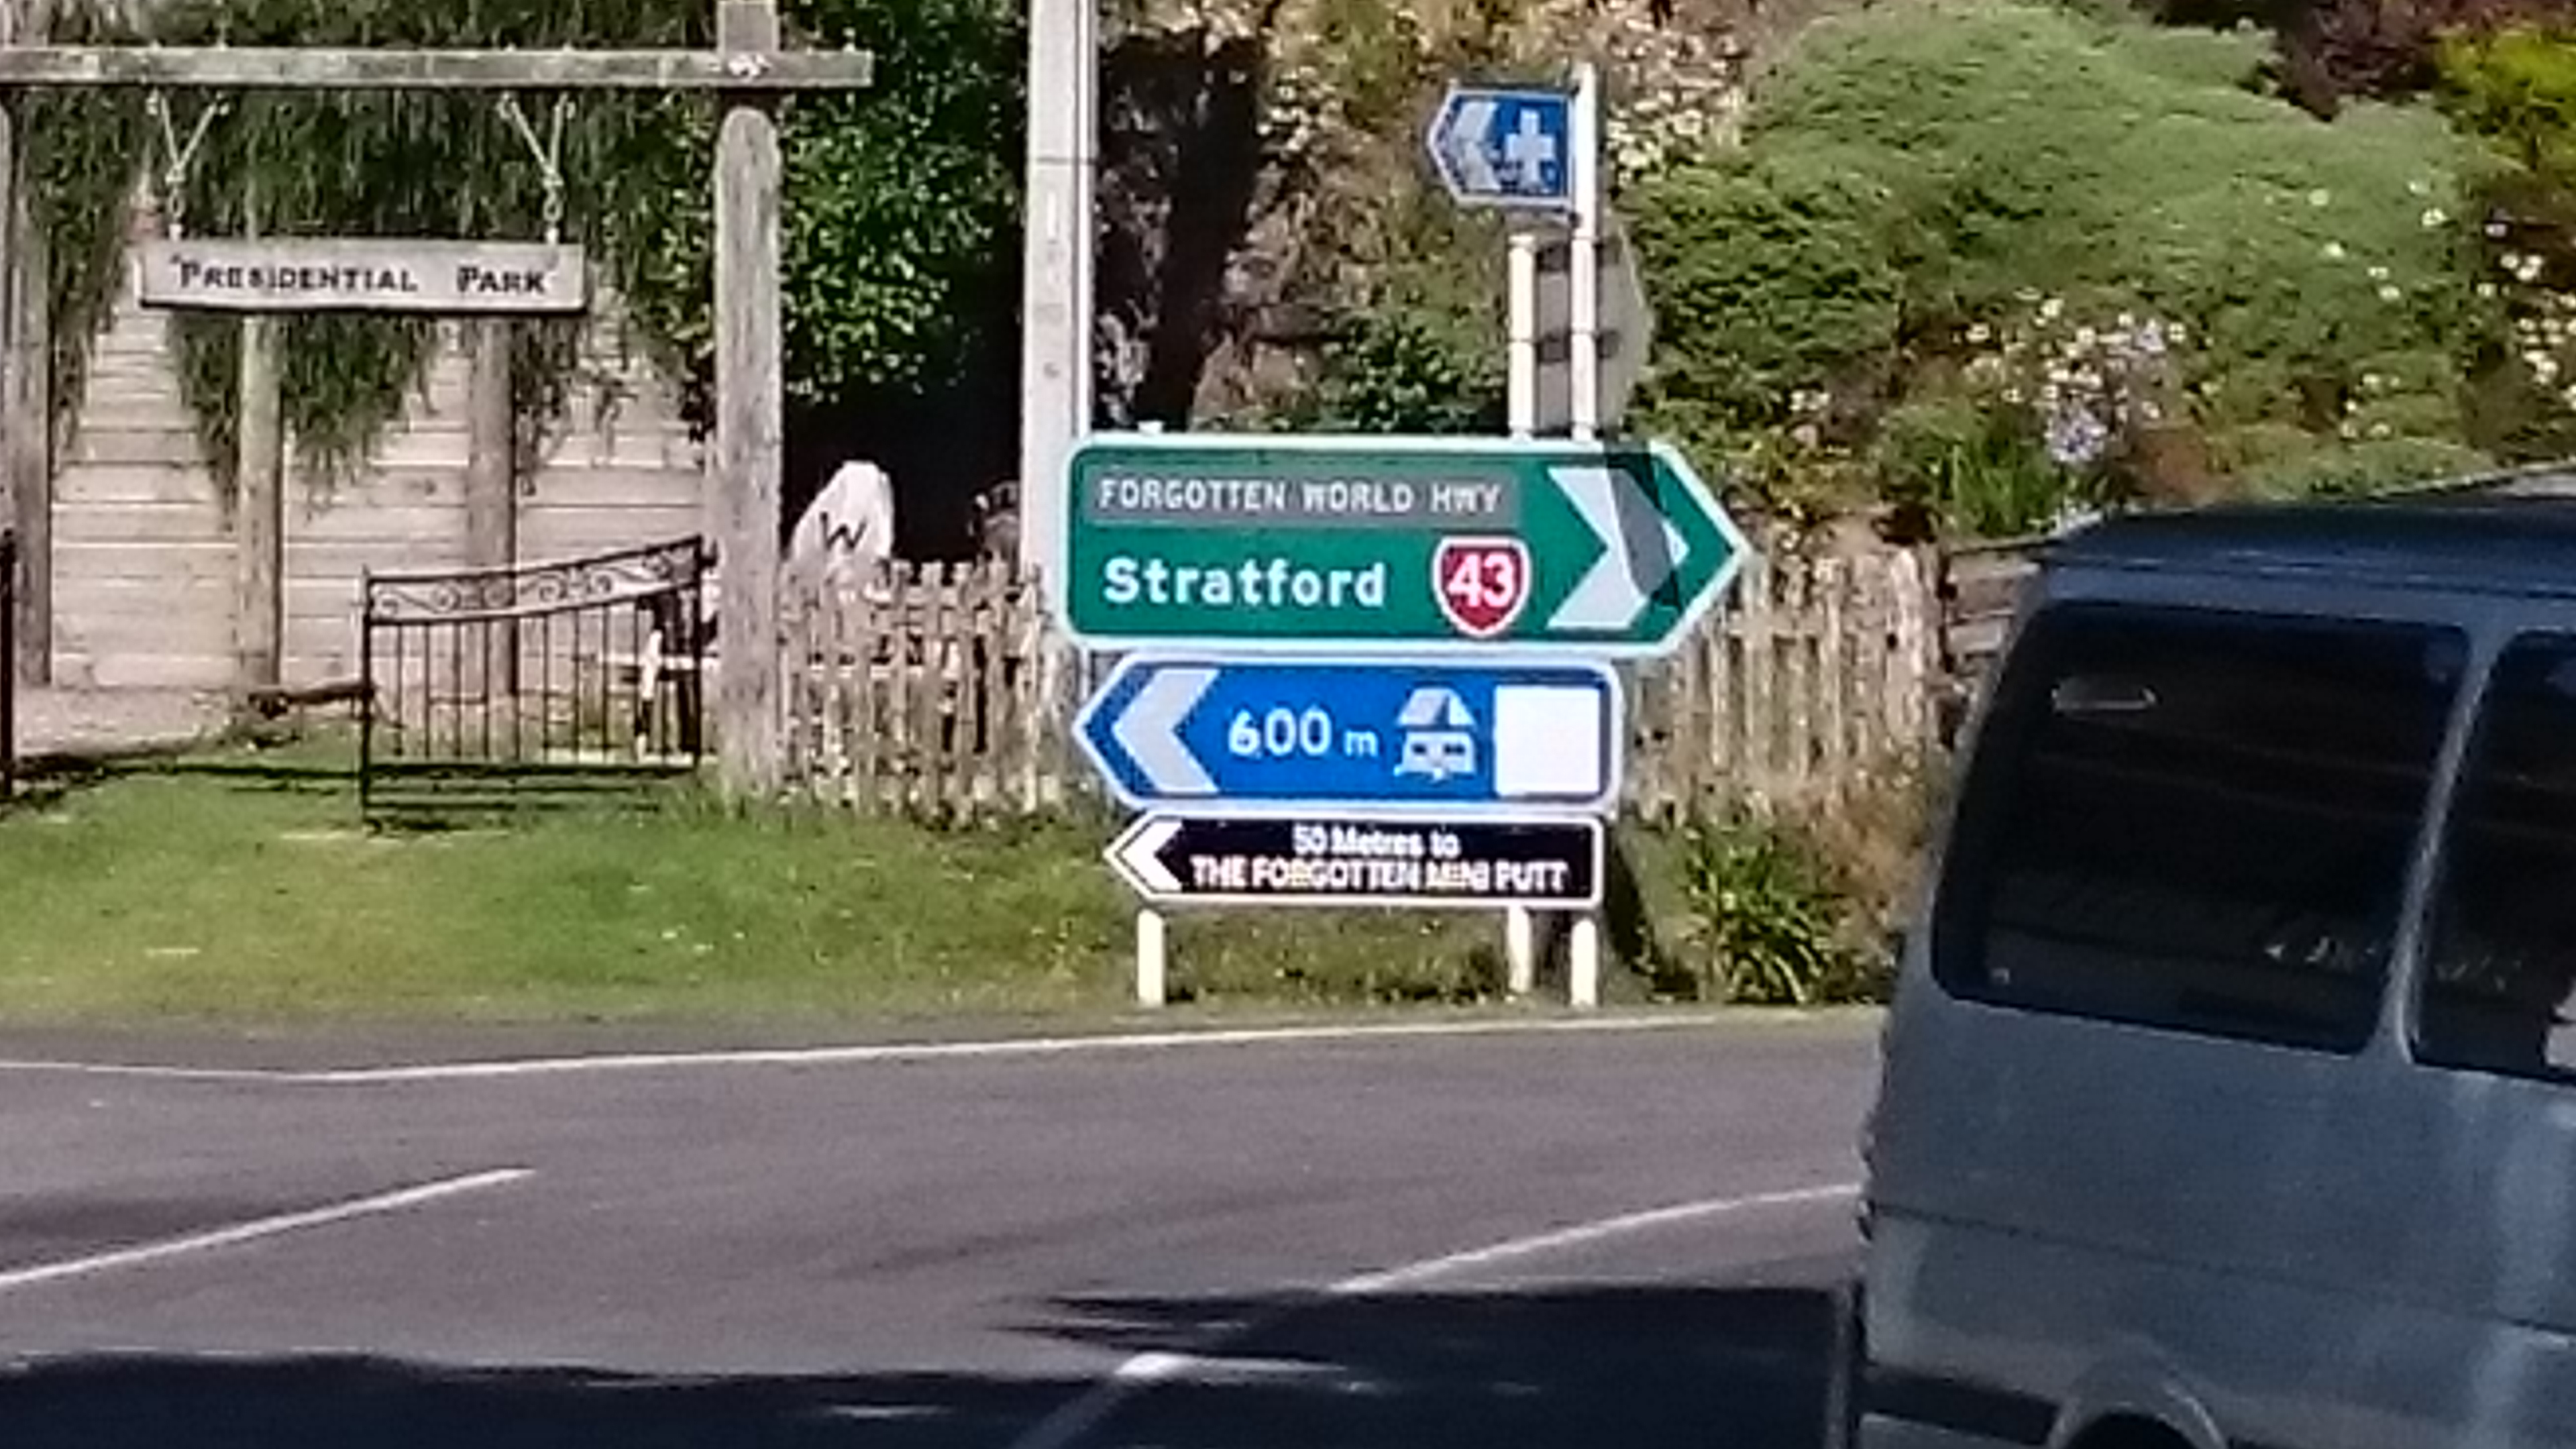 "PRESIDENTIAL PARK"
W
FORGOTTEN WORLD HWY
Stratford 43
600 m
50 Metres to
THE FORGOTTEN MINI PUTT